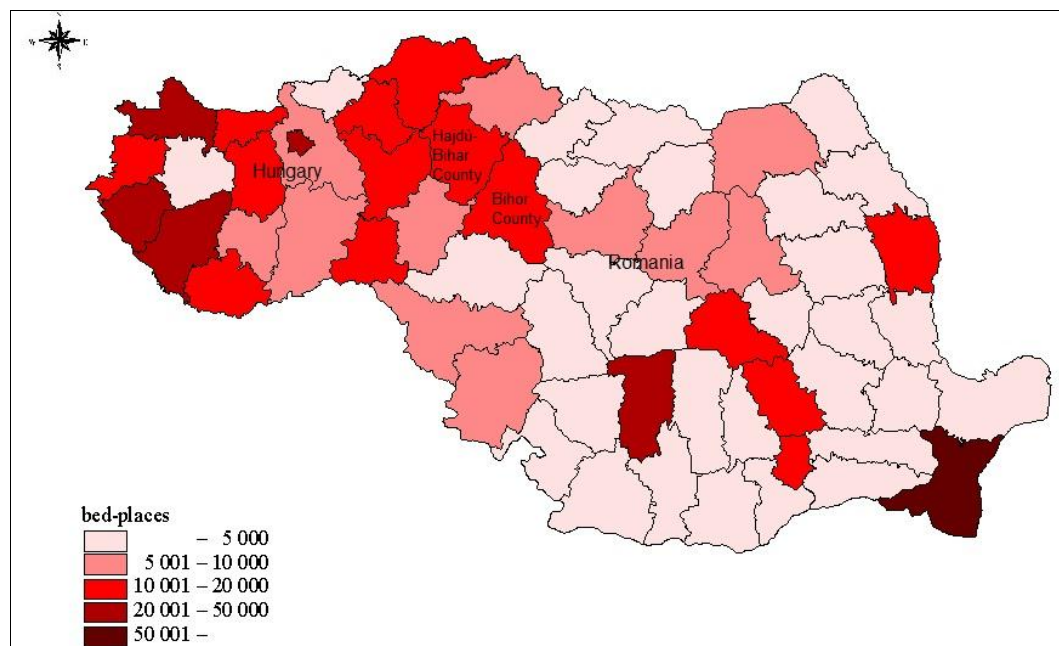 W E
Hajdú-
Bihar
County
Hungary
Bihor
County
Romania
bed-places
– 5 000
5 001 – 10 000
10 001 – 20 000
20 001 – 50 000
50 001 –